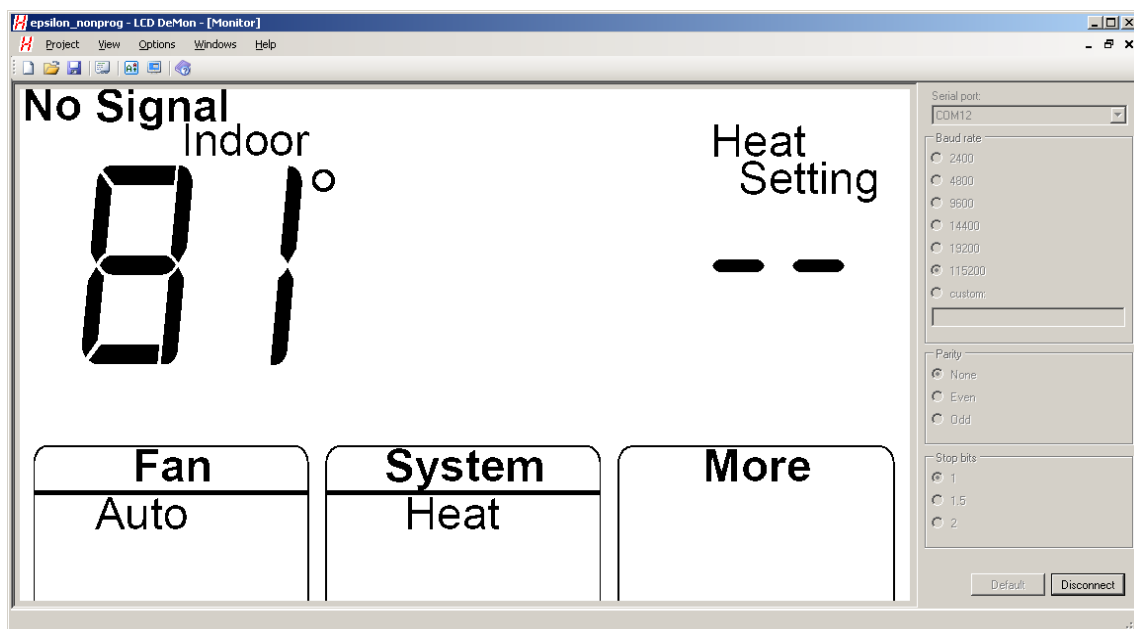 epsilon_nonprog - LCD DeMon - [Monitor]
Project View Options Windows Help
No Signal
Indoor
81°
Heat
Setting
-- 
Fan
Auto
System
Heat
More
Serial port:
COM12
Baud rate
2400
4800
9600
14400
19200
115200
custom:
Parity
None
Even
Odd
Stop bits
1
1.5
2
Default Disconnect